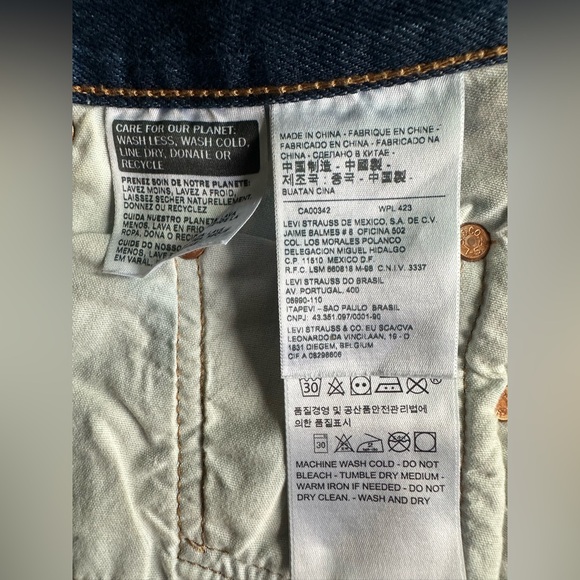 CARE FOR OUR PLANET:
WASH LESS, WASH COLD,
LINE DRY, DONATE OR
RECYCLE
PRENEZ SOIN DE NOTRE PLANETE:
LAVEZ MOINS, LAVEZ A FROID,
LAISSEZ SECHER NATURELLEMENT,
DONNEZ OU RECYCLEZ
CUIDA NUESTRO PLANETA:
MENOS, LAVA EN FRIO
ROPA, DONA O
CUIDE DO NOSSO
MENOS, LAVE
EM VARAL
MADE IN CHINA - FABRIQUE EN CHINE -
FABRICADO EN CHINA - FABRICADO NA
CHINA - СДЕЛАНО В КИТАЕ -
中国制造 - 中國製 -
제조국: 중국 - 中国製 -
BUATAN CINA
CA00342 WPL 423
LEVI STRAUSS DE MEXICO, S.A. DE C.V.
JAIME BALMES # 8 OFICINA 502
COL. LOS MORALES POLANCO
DELEGACION MIGUEL HIDALGO
C.P. 11510 MEXICO D.F.
R.F.C. LSM 660818 M-98 C.N.I.V. 3337
LEVI STRAUSS DO BRASIL
AV. PORTUGAL, 400
06690-110
ITAPEVI - SAO PAULO BRASIL
CNPJ: 43.351.097/0001-90
LEVI STRAUSS & CO. EU SCA/CVA
LEONARDO DA VINCILAAN, 19 - D
1831 DIEGEM, BELGIUM
CIF A 08298606
30
품질경영 및 공산품안전관리법에
의한 품질표시
30
MACHINE WASH COLD - DO NOT
BLEACH - TUMBLE DRY MEDIUM -
WARM IRON IF NEEDED - DO NOT
DRY CLEAN. - WASH AND DRY